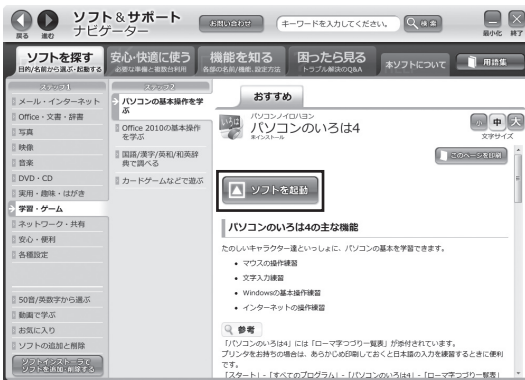 戻る 進む
ソフト＆サポート
ナビゲーター
お問い合わせ
キーワードを入力してください。
検索
最小化 終了
ソフトを探す
目的/名前から選ぶ・起動する
安心・快適に使う
必要な準備と複数台利用
機能を知る
各部の名前/機能、設定方法
困ったら見る
トラブル解決のQ&A
本ソフトについて
用語集
ステップ1
メール・インターネット
Office・文書・辞書
写真
映像
音楽
DVD・CD
実用・趣味・はがき
学習・ゲーム
ネットワーク・共有
安心・便利
各種設定
50音/英数字から選ぶ
動画で学ぶ
お気に入り
ソフトの追加と削除
ソフトインストーラで
ソフトを追加・削除する
ステップ2
パソコンの基本操作を学
ぶ
Office 2010の基本操作
を学ぶ
国語/漢字/英和/和英辞
典で調べる
カードゲームなどで遊ぶ
おすすめ
パソコンノイロハヨン
パソコンのいろは4
未インストール
小 中 大
文字サイズ
このページを印刷
ソフトを起動
パソコンのいろは4の主な機能
たのしいキャラクター達といっしょに、パソコンの基本を学習できます。
• マウスの操作練習
• 文字入力練習
• Windowsの基本操作練習
• インターネットの操作練習
参考
「パソコンのいろは4」には「ローマ字つづり一覧表」が添付されています。
プリンタをお持ちの場合は、あらかじめ印刷しておくと日本語の入力を練習するときに便利
です。
「スタート」-「すべてのプログラム」-「パソコンのいろは4」-「ローマ字つづり一覧表」